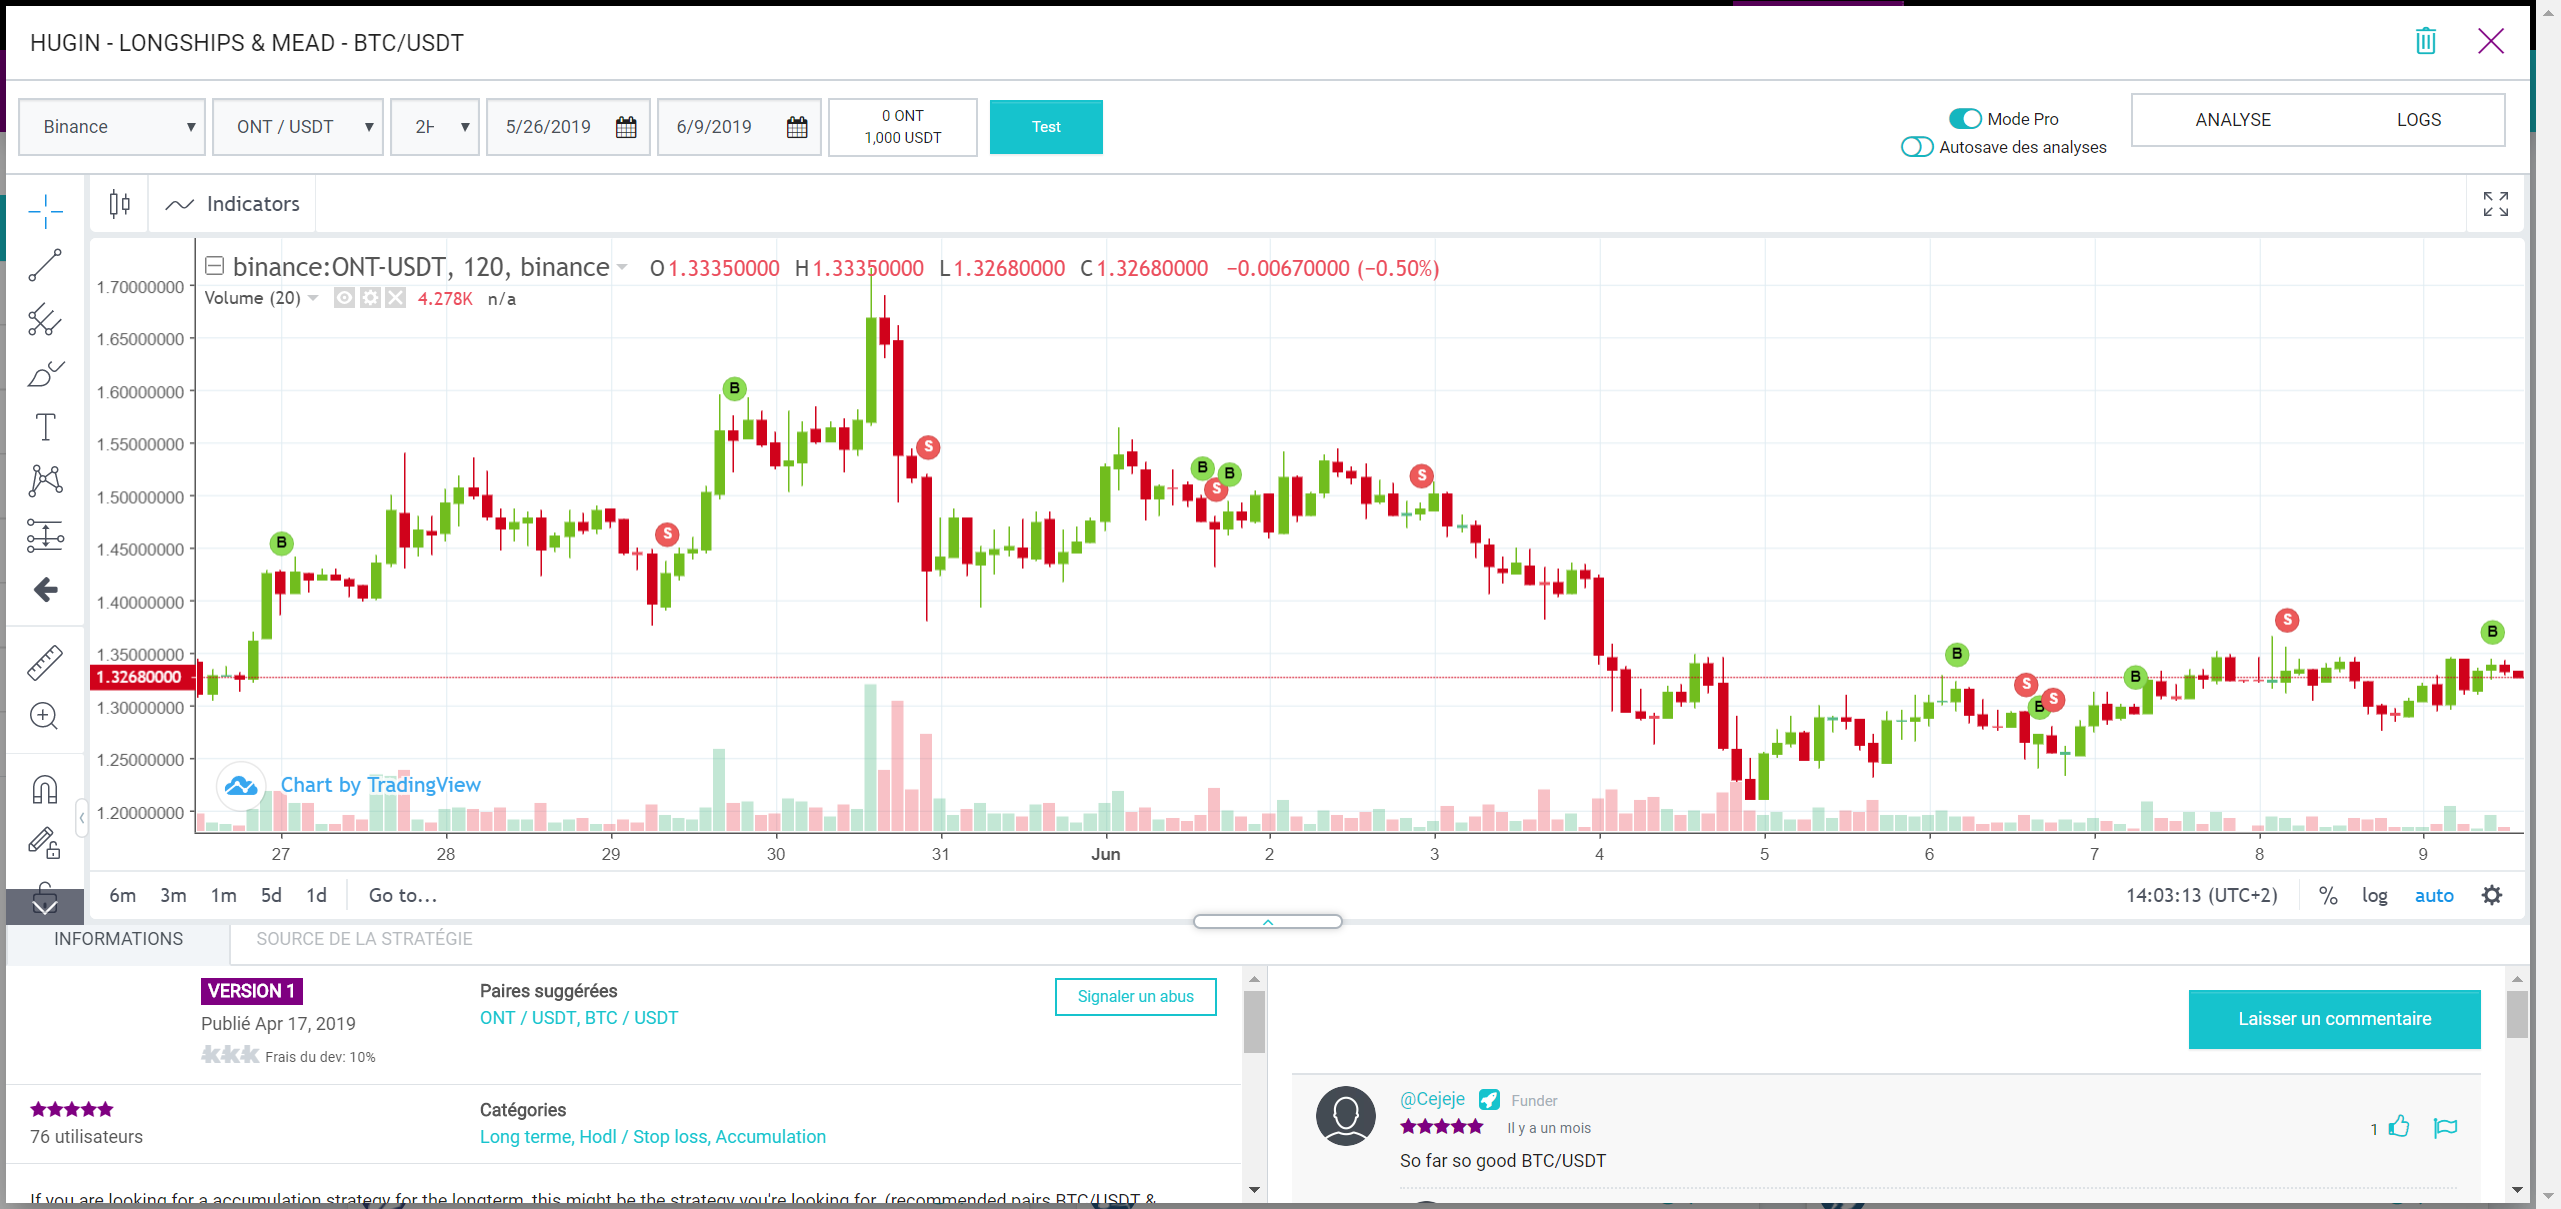 HUGIN - LONGSHIPS & MEAD - BTC/USDT
Binance
ONT / USDT
2H
5/26/2019
6/9/2019
0 ONT
1,000 USDT
Test
Mode Pro
Autosave des analyses
ANALYSE
LOGS
Indicators
binance:ONT-USDT, 120, binance O1.33350000 H1.33350000 L1.32680000 C1.32680000 −0.00670000 (−0.50%)
Volume (20) 4.278K n/a
1.70000000
1.65000000
1.60000000
1.55000000
1.50000000
1.45000000
1.40000000
1.35000000
1.32680000
1.30000000
1.25000000
1.20000000
B
S
B
S
B
S
B
S
B
S
B
S
B
S
B
Chart by TradingView
27 28 29 30 31 Jun 2 3 4 5 6 7 8 9
6m 3m 1m 5d 1d Go to...
14:03:13 (UTC+2) % log auto
INFORMATIONS
SOURCE DE LA STRATÉGIE
VERSION 1
Publié Apr 17, 2019
Frais du dev: 10%
Paires suggérées
ONT / USDT, BTC / USDT
Signaler un abus
76 utilisateurs
Catégories
Long terme, Hodl / Stop loss, Accumulation
If you are looking for a accumulation strategy for the longterm, this might be the strategy you're looking for. (recommended pairs BTC/USDT &
Laisser un commentaire
@Cejeje Funder
Il y a un mois
1
So far so good BTC/USDT